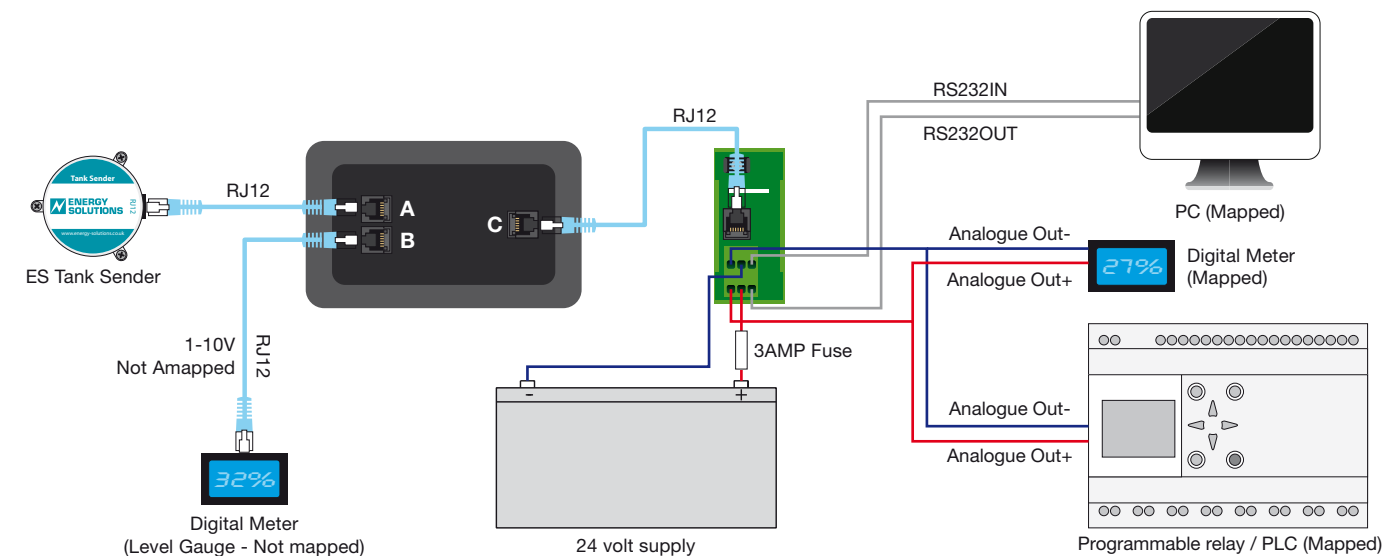 RS232IN
RJ12
RS232OUT
Tank Sender
ENERGY
SOLUTIONS
RJ12
www.energy-solutions.co.uk
ES Tank Sender
RJ12
A
B
C
PC (Mapped)
Analogue Out-
Analogue Out+
27%
Digital Meter
(Mapped)
1-10V
Not Amapped
RJ12
3AMP Fuse
-
+
Analogue Out-
Analogue Out+
32%
Digital Meter
(Level Gauge - Not mapped)
24 volt supply
Programmable relay / PLC (Mapped)